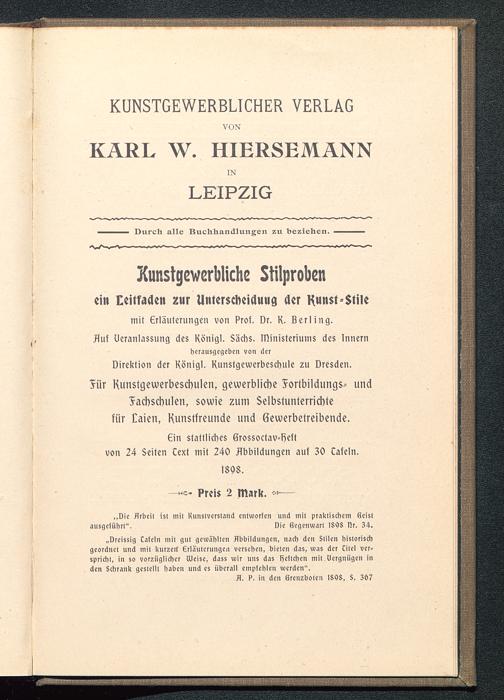 KUNSTGEWERBLICHER VERLAG
VON
KARL W. HIERSEMANN
IN
LEIPZIG
Durch alle Buchhandlungen zu beziehen.
Kunstgewerbliche Stilproben
ein Leitfaden zur Unterscheidung der Kunst-Stile
mit Erläuterungen von Prof. Dr. K. Berling.
Auf Veranlassung des Königl. Sächs. Ministeriums des Innern
herausgegeben von der
Direktion der Königl. Kunstgewerbeschule zu Dresden.
Für Kunstgewerbeschulen, gewerbliche Fortbildungs- und
Fachschulen, sowie zum Selbstunterrichte
für Laien, Kunstfreunde und Gewerbetreibende.
Ein stattliches Grossoctav-Heft
von 24 Seiten Text mit 240 Abbildungen auf 30 Tafeln.
1898.
Preis 2 Mark.
„Die Arbeit ist mit Kunstverstand entworfen und mit praktischem Geist
ausgeführt“. Die Gegenwart 1898 Nr. 34.
„Dreissig Tafeln mit gut gewählten Abbildungen, nach den Stilen historisch
geordnet und mit kurzen Erläuterungen versehen, bieten das, was der Titel ver-
spricht, in so vorzüglicher Weise, dass wir uns das Heftchen mit Vergnügen in
den Schrank gestellt haben und es überall empfehlen werden“.
A. P. in den Grenzboten 1898, S. 367